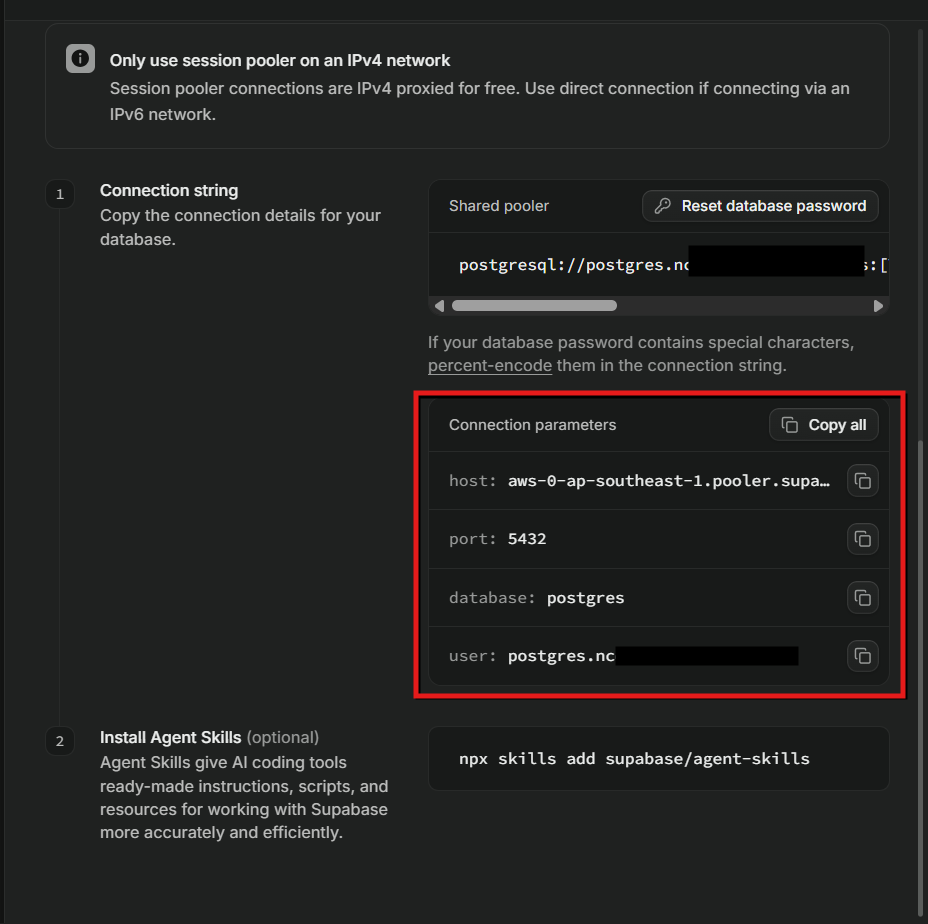 Only use session pooler on an IPv4 network
Session pooler connections are IPv4 proxied for free. Use direct connection if connecting via an
IPv6 network.
1
Connection string
Copy the connection details for your
database.
Shared pooler
Reset database password
postgresql://postgres.nc s:[
If your database password contains special characters,
percent-encode them in the connection string.
Connection parameters
Copy all
host: aws-0-ap-southeast-1.pooler.supa…
port: 5432
database: postgres
user: postgres.nc
2
Install Agent Skills (optional)
Agent Skills give AI coding tools
ready-made instructions, scripts, and
resources for working with Supabase
more accurately and efficiently.
npx skills add supabase/agent-skills